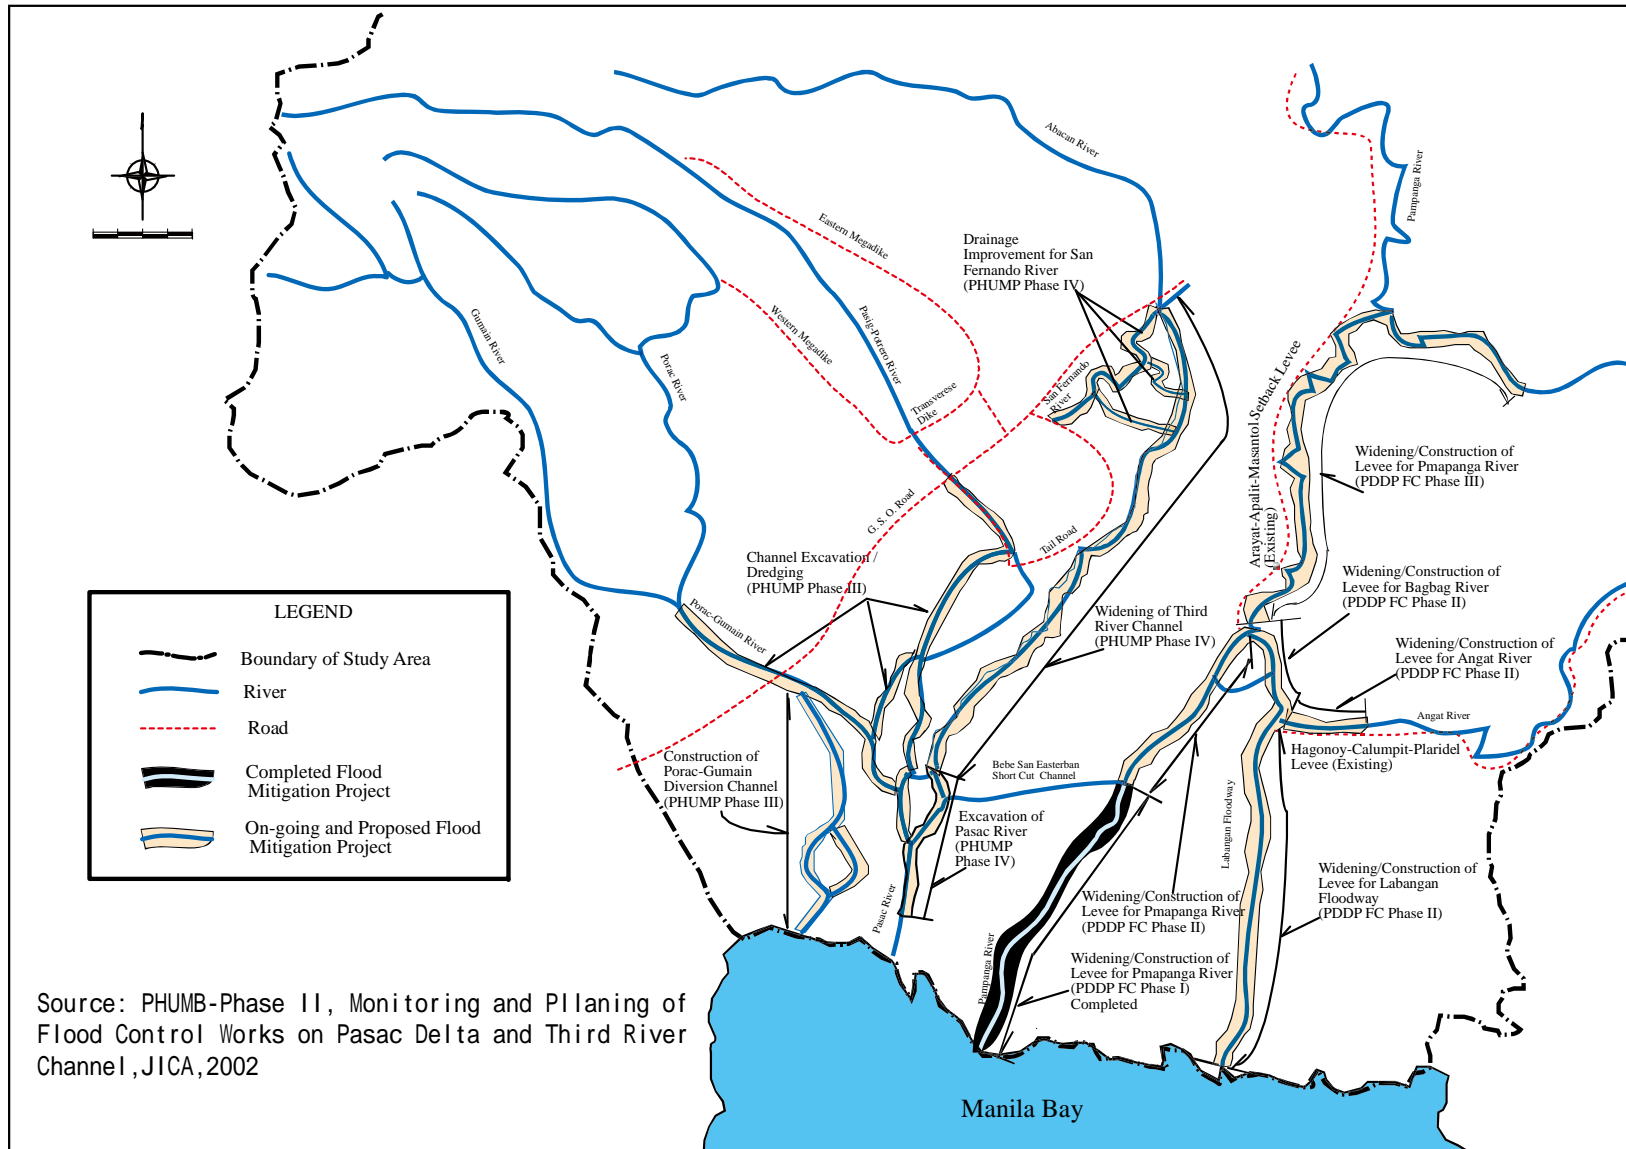 Abacan River
Pampanga River
Eastern Megadike
Drainage
Improvement for San
Fernando River
(PHUMP Phase IV)
Gumain River
Western Megadike
Pasig-Potrero River
Porac River
Transverese
Dike
San Fernando
River
Arayat-Apalit-Masantol.Setback Levee
(Existing)
Widening/Construction of
Levee for Pmapanga River
(PDDP FC Phase III)
G. S. O. Road
Tail Road
Channel Excavation /
Dredging
(PHUMP Phase III)
Widening/Construction of
Levee for Bagbag River
(PDDP FC Phase II)
Porac-Gumain River
Widening of Third
River Channel
(PHUMP Phase IV)
Widening/Construction of
Levee for Angat River
(PDDP FC Phase II)
Angat River
Hagonoy-Calumpit-Plaridel
Levee (Existing)
LEGEND
Boundary of Study Area
River
Road
Completed Flood
Mitigation Project
On-going and Proposed Flood
Mitigation Project
Construction of
Porac-Gumain
Diversion Channel
(PHUMP Phase III)
Bebe San Easterban
Short Cut Channel
Excavation of
Pasac River
(PHUMP
Phase IV)
Labangan Floodway
Pasac River
Widening/Construction of
Levee for Pmapanga River
(PDDP FC Phase II)
Widening/Construction of
Levee for Labangan
Floodway
(PDDP FC Phase II)
Pampanga River
Widening/Construction of
Levee for Pmapanga River
(PDDP FC Phase I)
Completed
Source: PHUMB-Phase II, Monitoring and Pllaning of
Flood Control Works on Pasac Delta and Third River
Channel,JICA,2002
Manila Bay